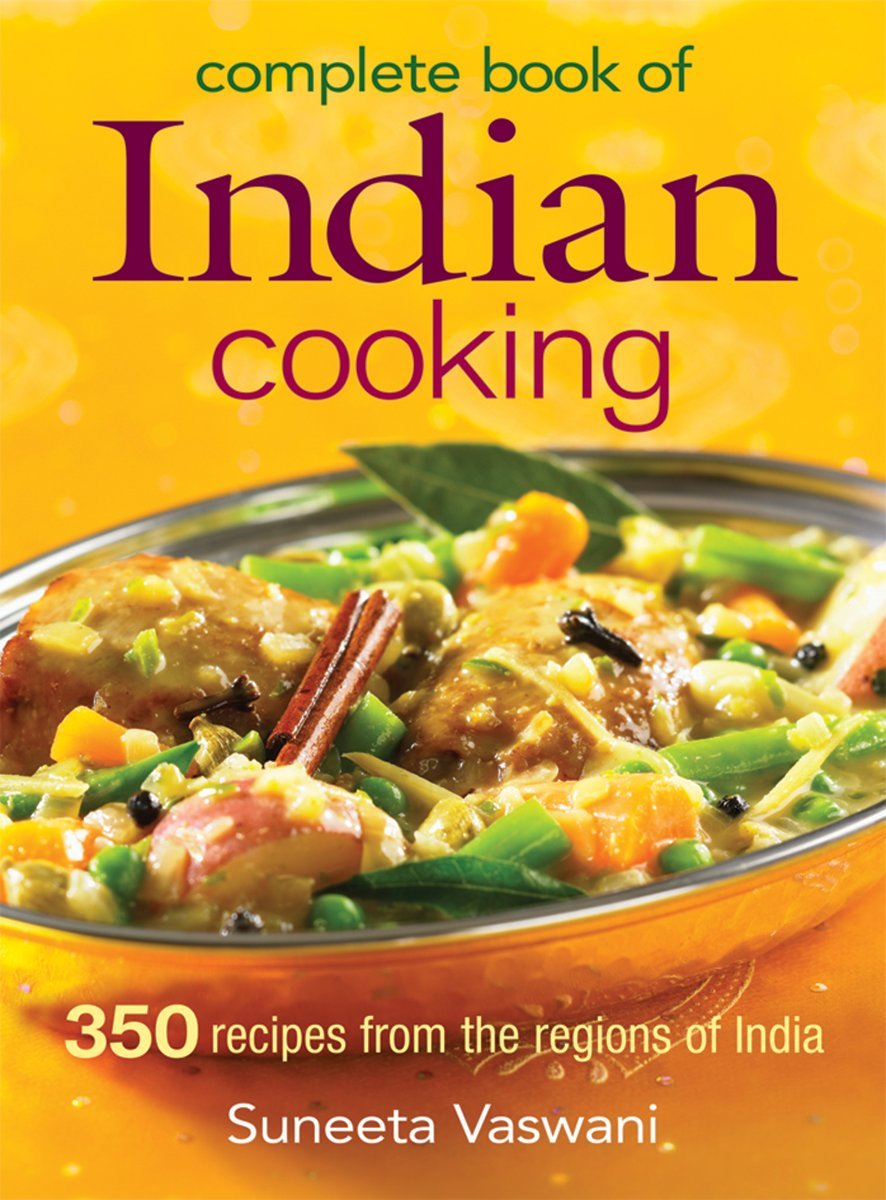 complete book of
Indian
cooking
350 recipes from the regions of India
Suneeta Vaswani